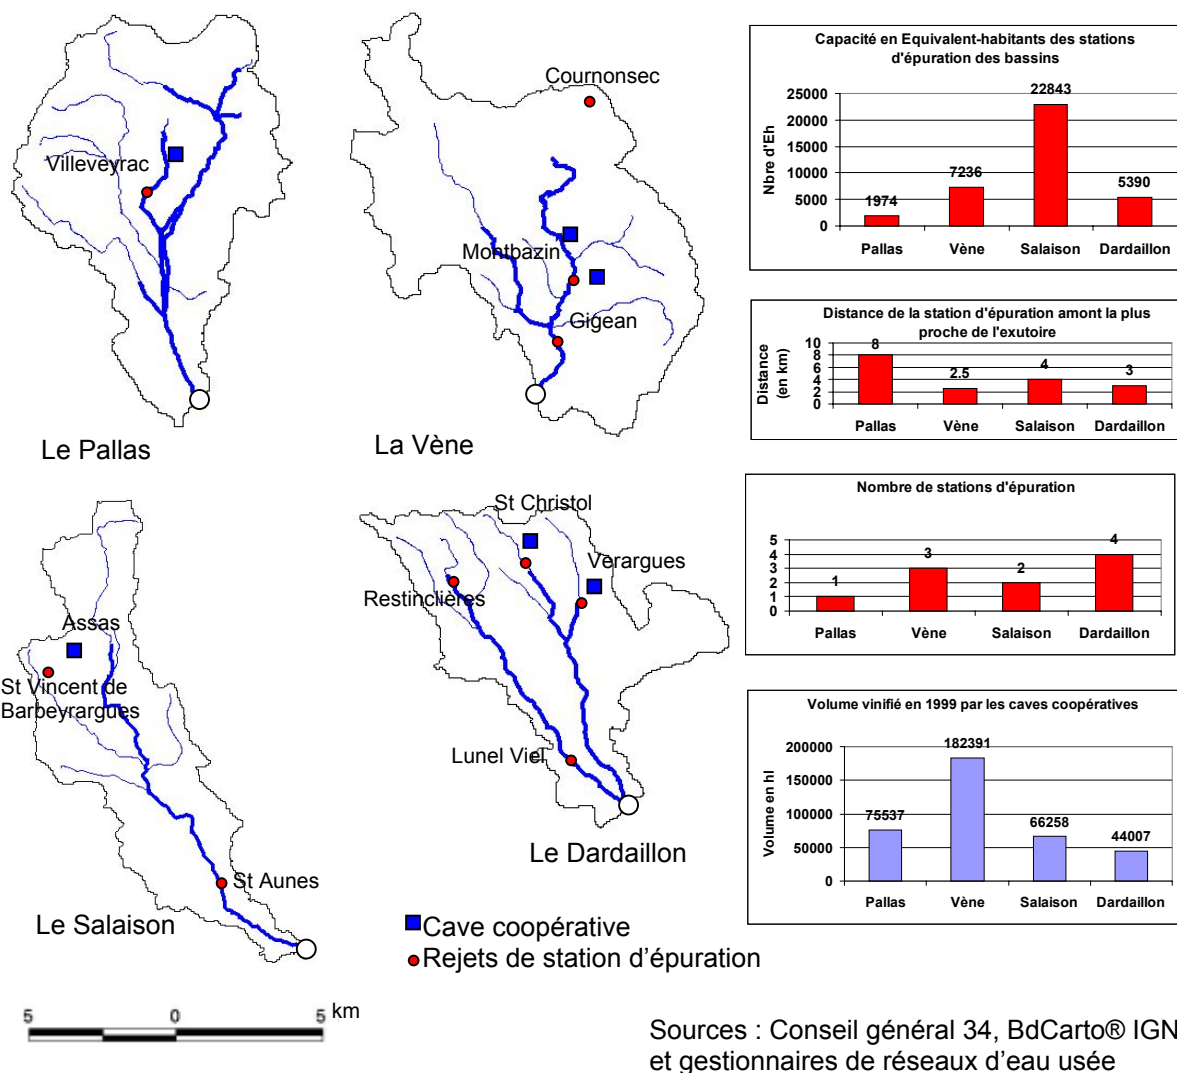 Cournonsec
Villeveyrac
Montbazin
Gigean
Le Pallas
La Vène
St Christol
Verargues
Restinclières
Assas
St Vincent de
Barbeyrargues
Lunel Viel
Le Dardaillon
St Aunes
Le Salaison
Cave coopérative
Rejets de station d'épuration
5 0 5 km
Capacité en Equivalent-habitants des stations
d'épuration des bassins
Nbre d'Eh
25000
20000
15000
10000
5000
0
1974 7236 22843 5390
Pallas Vène Salaison Dardaillon
Distance de la station d'épuration amont la plus
proche de l'exutoire
Distance
(en km)
10
8
6
4
2
0
8 2.5 4 3
Pallas Vène Salaison Dardaillon
Nombre de stations d'épuration
5
4
3
2
1
0
1 3 2 4
Pallas Vène Salaison Dardaillon
Volume vinifié en 1999 par les caves coopératives
Volume en hl
200000
150000
100000
50000
0
75537 182391 66258 44007
Pallas Vène Salaison Dardaillon
Sources : Conseil général 34, BdCarto® IGN
et gestionnaires de réseaux d'eau usée